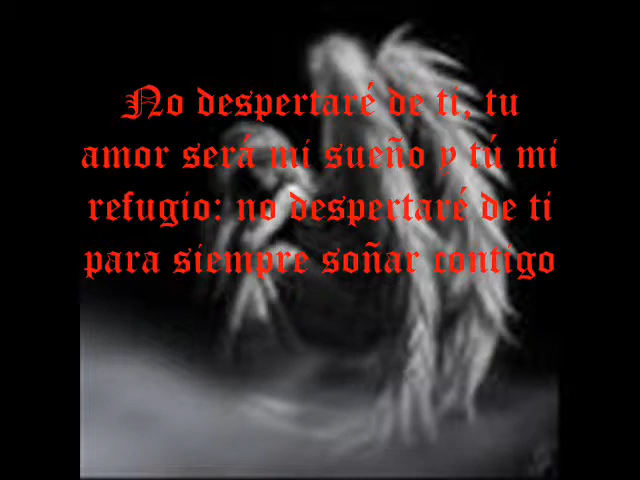 No despertaré de ti, tu
amor será mi sueño y tú mi
refugio: no despertaré de ti
para siempre soñar contigo